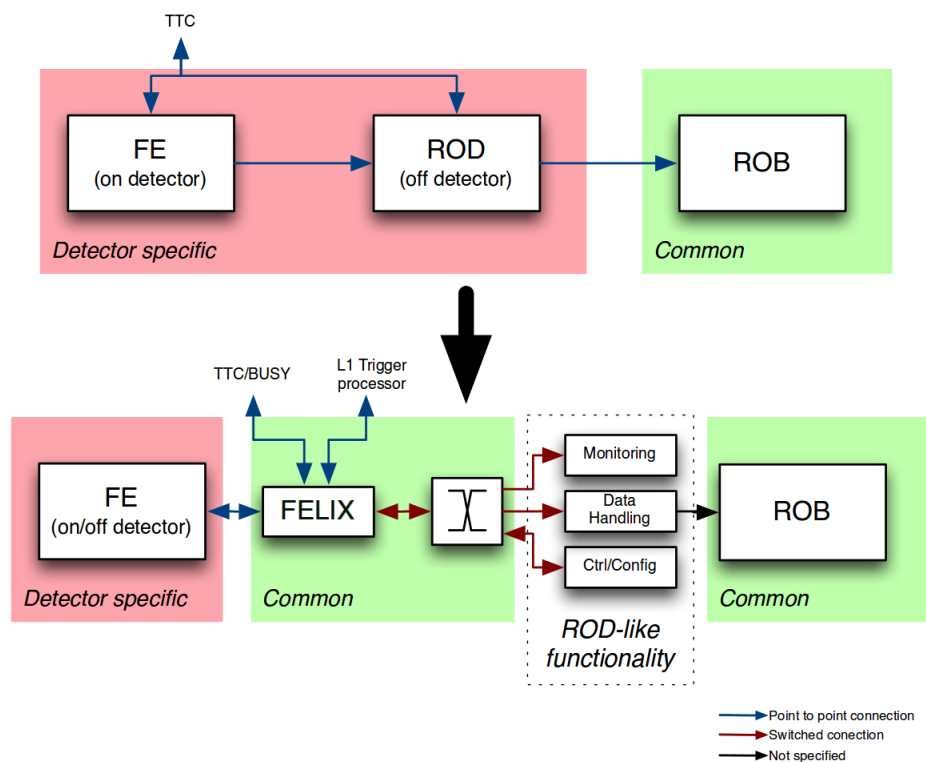 TTC
FE
(on detector)
ROD
(off detector)
ROB
Detector specific
Common
TTC/BUSY
L1 Trigger
processor
FE
(on/off detector)
FELIX
Monitoring
Data
Handling
Ctrl/Config
ROB
Detector specific
Common
ROD-like
functionality
Common
Point to point connection
Switched conection
Not specified